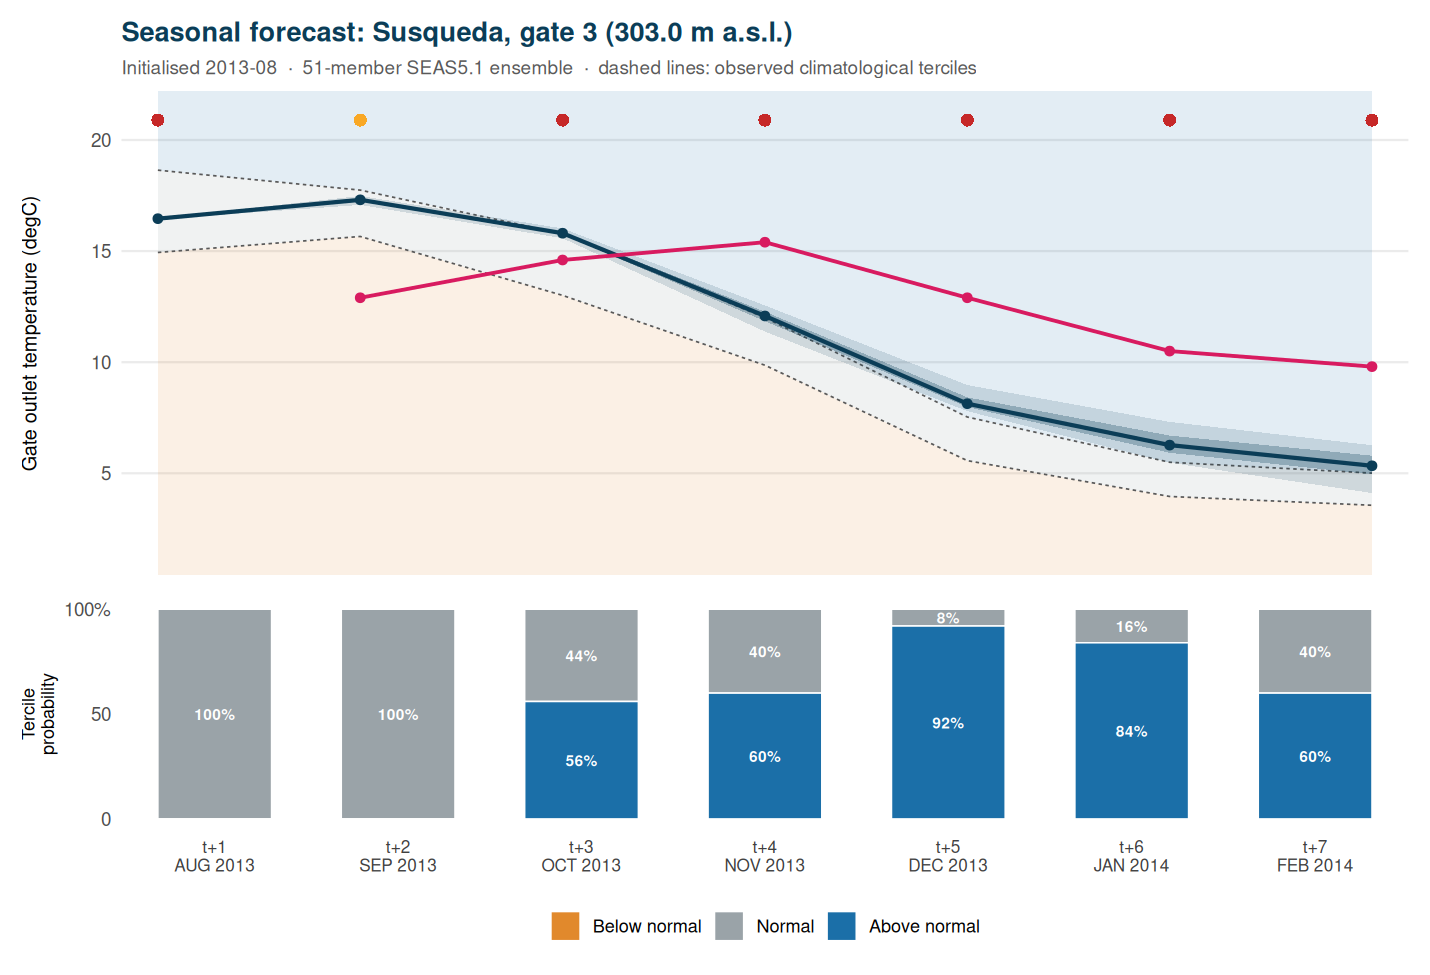 Seasonal forecast: Susqueda, gate 3 (303.0 m a.s.l.)
Initialised 2013-08 · 51-member SEAS5.1 ensemble · dashed lines: observed climatological terciles
Gate outlet temperature (degC)
20
15
10
5
Tercile
probability
100%
50
0
100%
100%
44%
56%
40%
60%
8%
92%
16%
84%
40%
60%
t+1
AUG 2013
t+2
SEP 2013
t+3
OCT 2013
t+4
NOV 2013
t+5
DEC 2013
t+6
JAN 2014
t+7
FEB 2014
Below normal
Normal
Above normal